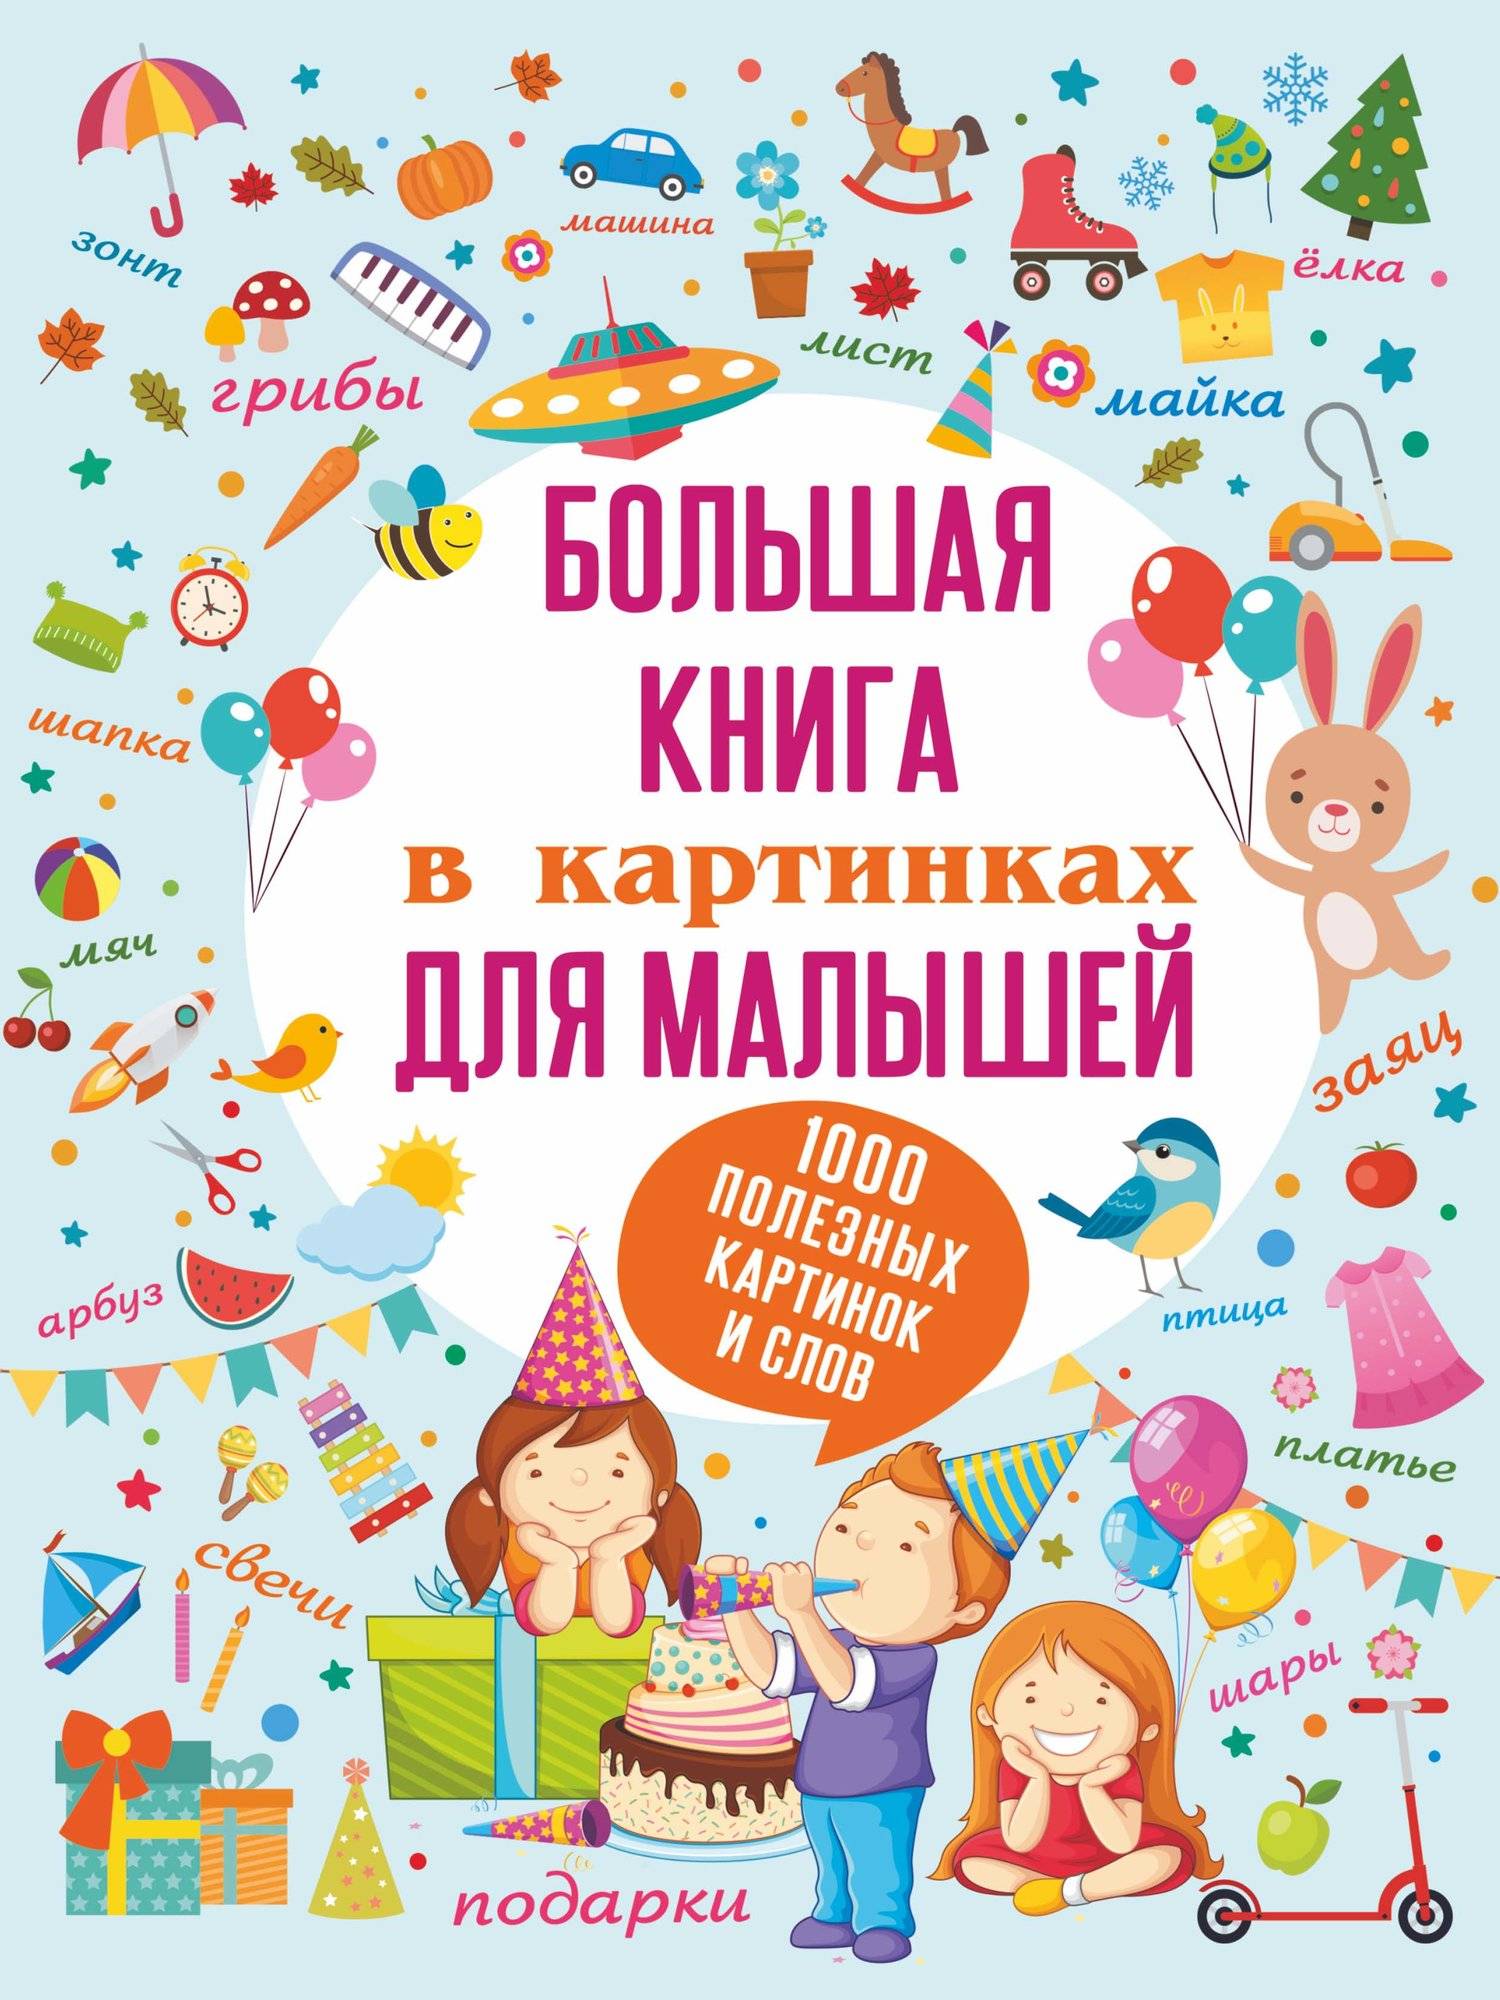 зонт
машина
ёлка
грибы
лист
майка
БОЛЬШАЯ
КНИГА
в картинках
ДЛЯ МАЛЫШЕЙ
шапка
мяч
заяц
1000
ПОЛЕЗНЫХ
КАРТИНОК
И СЛОВ
арбуз
птица
платье
свечи
шары
подарки